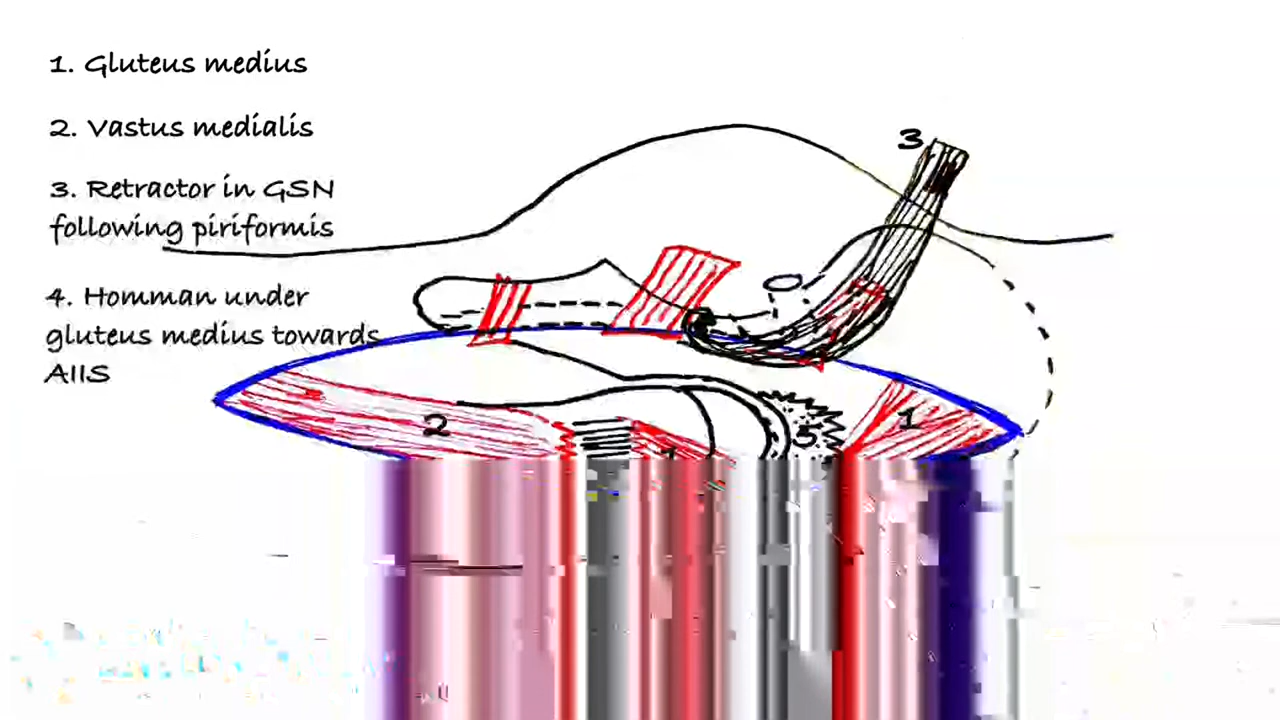 1. Gluteus medius
2. Vastus medialis
3. Retractor in GSN
following piriformis
4. Homman under
gluteus medius towards
AIIS
3
2
1
5